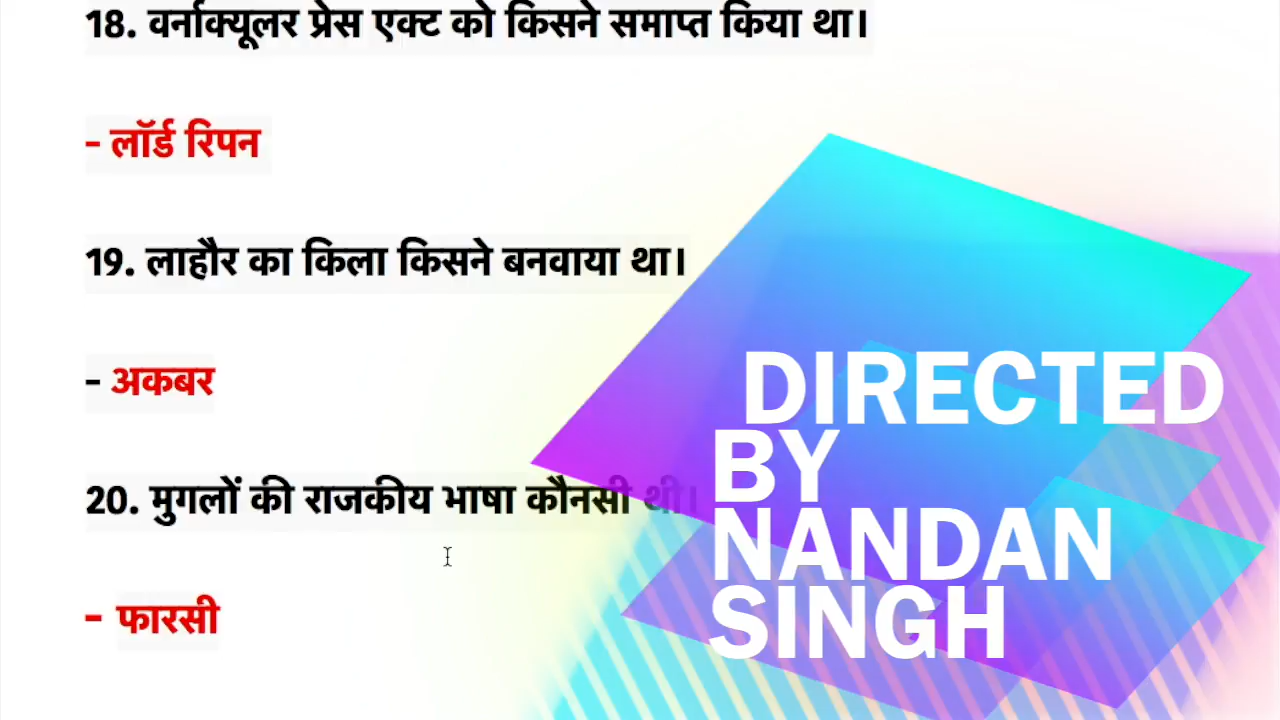 18. वर्नाक्यूलर प्रेस एक्ट को किसने समाप्त किया था।
- लॉर्ड रिपन
19. लाहौर का किला किसने बनवाया था।
- अकबर
20. मुगलों की राजकीय भाषा कौनसी थी।
- फारसी
DIRECTED
BY
NANDAN
SINGH